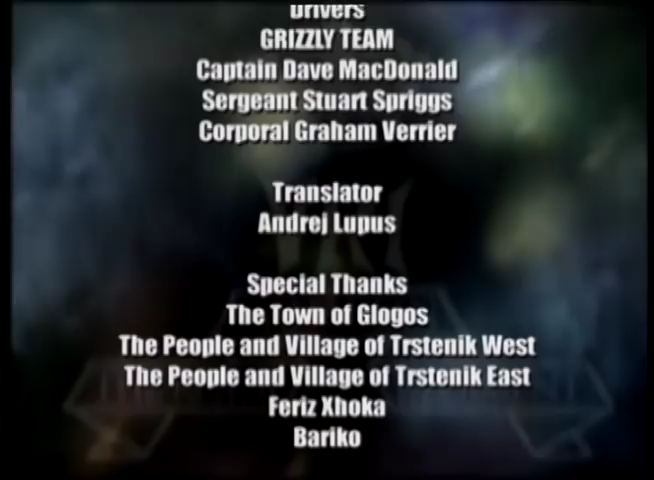 Drivers
GRIZZLY TEAM
Captain Dave MacDonald
Sergeant Stuart Spriggs
Corporal Graham Verrier
Translator
Andrej Lupus
Special Thanks
The Town of Glogos
The People and Village of Trstenik West
The People and Village of Trstenik East
Feriz Xhoka
Bariko